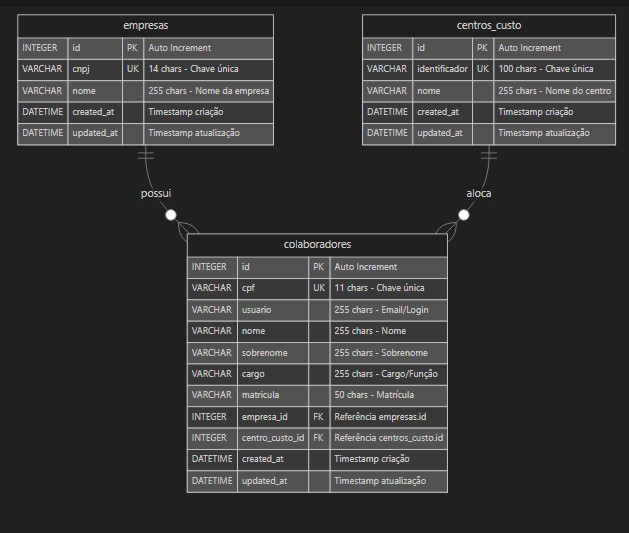 empresas
INTEGER id PK Auto Increment
VARCHAR cnpj UK 14 chars - Chave única
VARCHAR nome 255 chars - Nome da empresa
DATETIME created_at Timestamp criação
DATETIME updated_at Timestamp atualização
centros_custo
INTEGER id PK Auto Increment
VARCHAR identificador UK 100 chars - Chave única
VARCHAR nome 255 chars - Nome do centro
DATETIME created_at Timestamp criação
DATETIME updated_at Timestamp atualização
possui
aloca
colaboradores
INTEGER id PK Auto Increment
VARCHAR cpf UK 11 chars - Chave única
VARCHAR usuario 255 chars - Email/Login
VARCHAR nome 255 chars - Nome
VARCHAR sobrenome 255 chars - Sobrenome
VARCHAR cargo 255 chars - Cargo/Função
VARCHAR matricula 50 chars - Matrícula
INTEGER empresa_id FK Referência empresas.id
INTEGER centro_custo_id FK Referência centros_custo.id
DATETIME created_at Timestamp criação
DATETIME updated_at Timestamp atualização